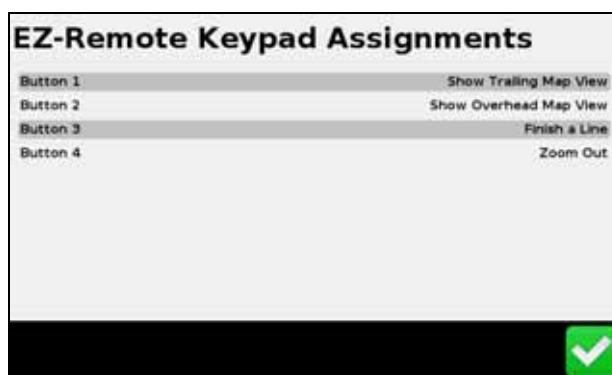 EZ-Remote Keypad Assignments
Button 1 Show Trailing Map View
Button 2 Show Overhead Map View
Button 3 Finish a Line
Button 4 Zoom Out